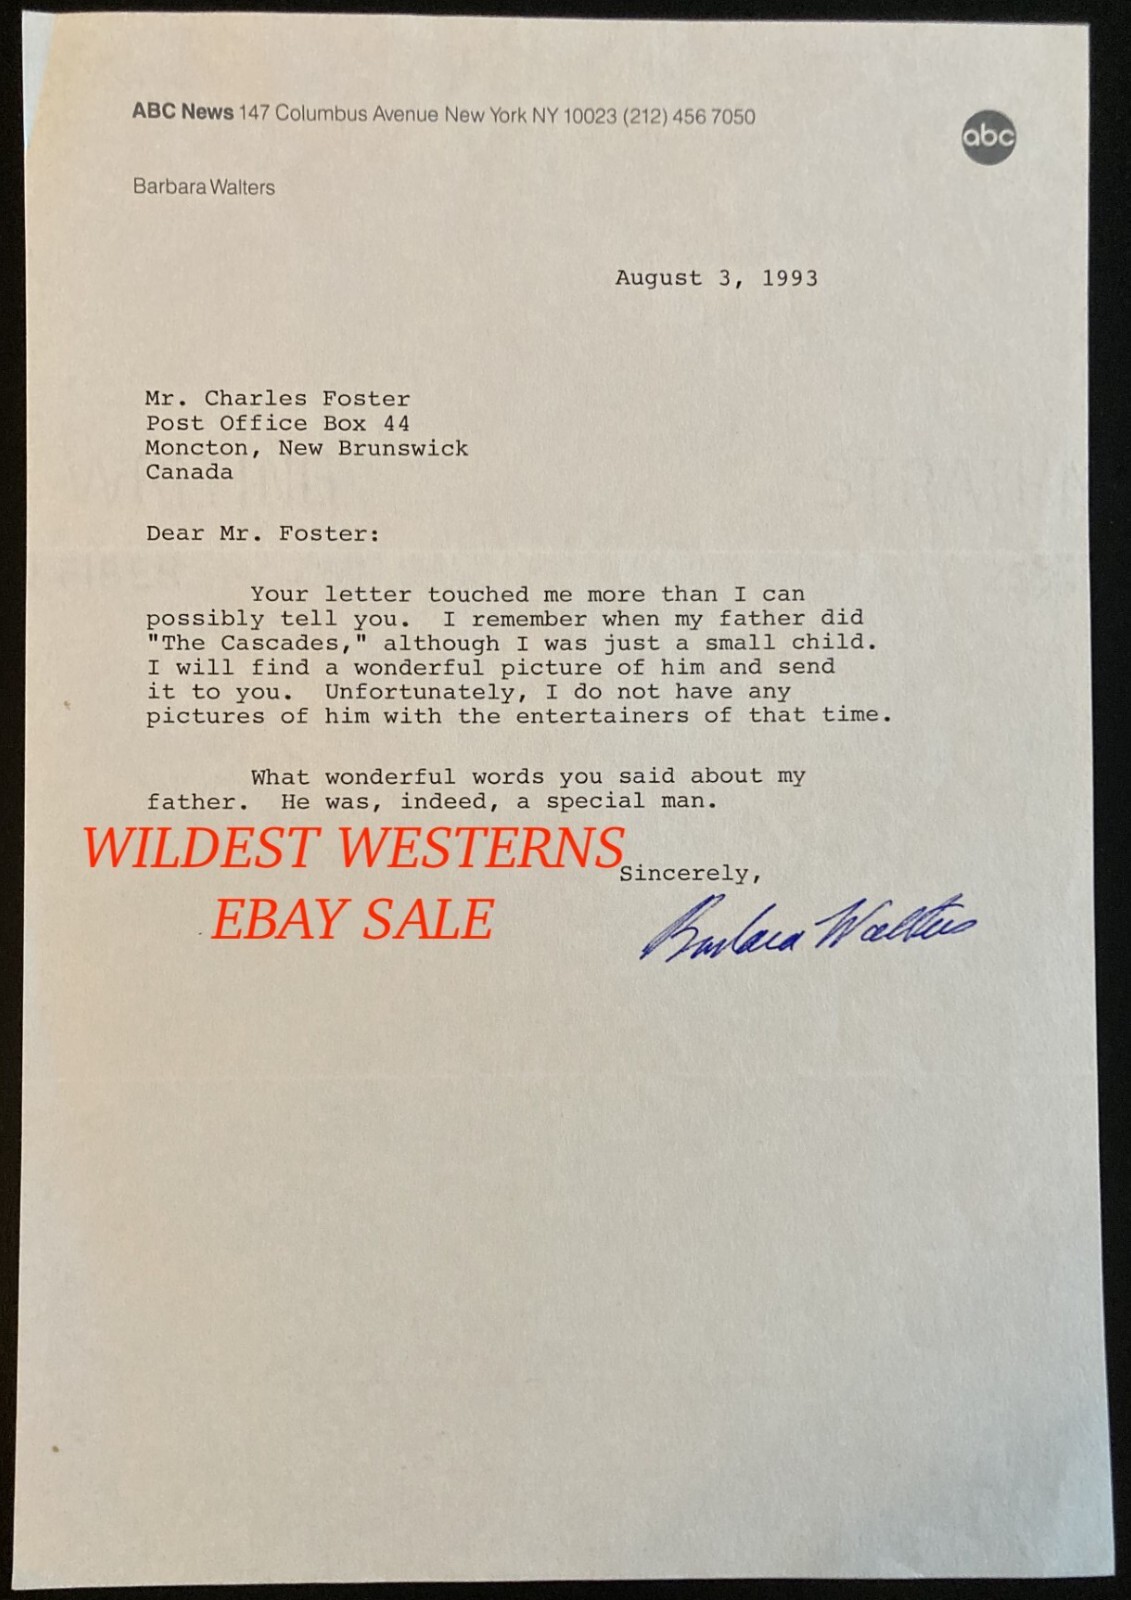 ABC News 147 Columbus Avenue New York NY 10023 (212) 456 7050
abc
Barbara Walters
August 3, 1993
Mr. Charles Foster
Post Office Box 44
Moncton, New Brunswick
Canada
Dear Mr. Foster:
Your letter touched me more than I can
possibly tell you. I remember when my father did
"The Cascades," although I was just a small child.
I will find a wonderful picture of him and send
it to you. Unfortunately, I do not have any
pictures of him with the entertainers of that time.
What wonderful words you said about my
father. He was, indeed, a special man.
WILDEST WESTERNS
Sincerely,
EBAY SALE
Barbara Walters